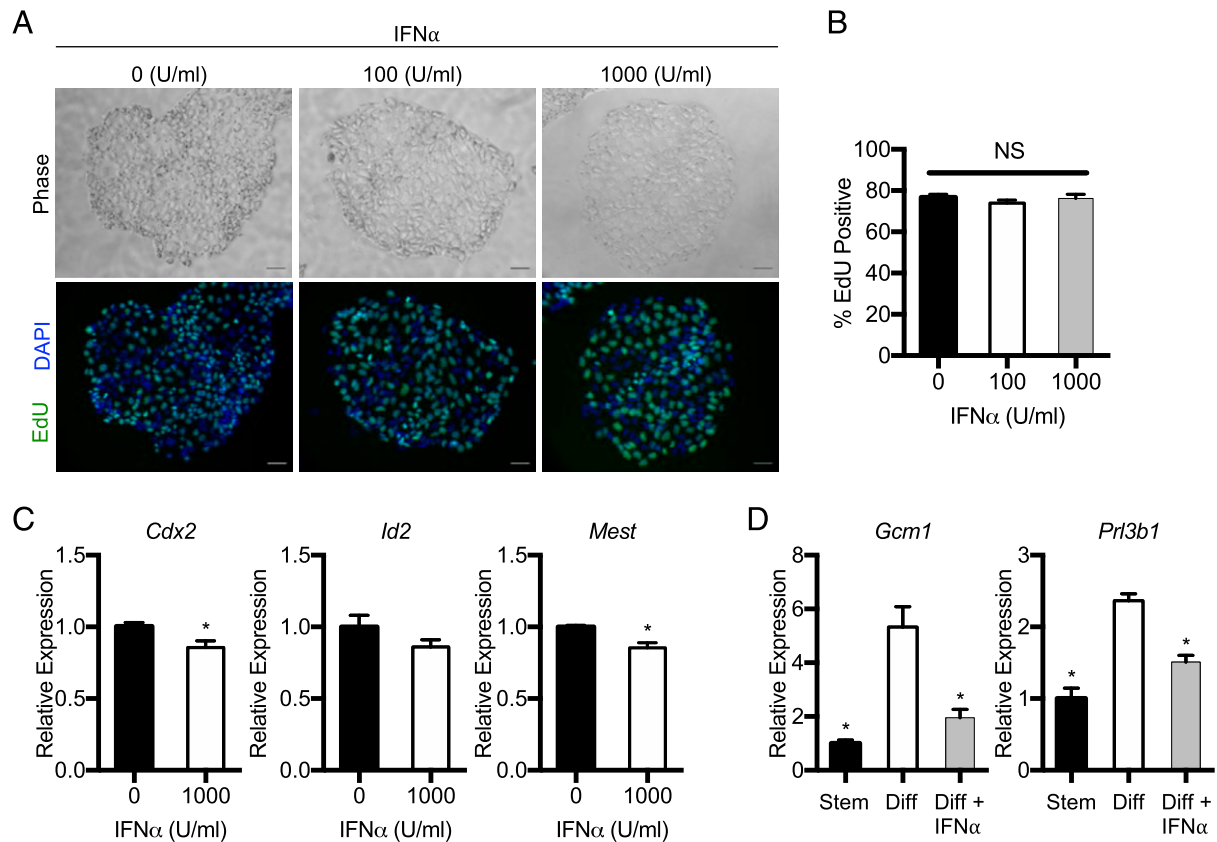 A
IFNα
0 (U/ml) 100 (U/ml) 1000 (U/ml)
Phase
EdU DAPI
B
100
80
60
40
20
0
% EdU Positive
NS
0 100 1000
IFNα (U/ml)
C
Cdx2
1.5
1.0
0.5
0.0
Relative Expression
*
0 1000
IFNα (U/ml)
Id2
1.5
1.0
0.5
0.0
Relative Expression
0 1000
IFNα (U/ml)
Mest
1.5
1.0
0.5
0.0
Relative Expression
*
0 1000
IFNα (U/ml)
D
Gcm1
8
6
4
2
0
Relative Expression
*
*
Stem Diff Diff +
IFNα
Prl3b1
3
2
1
0
Relative Expression
*
*
Stem Diff Diff +
IFNα